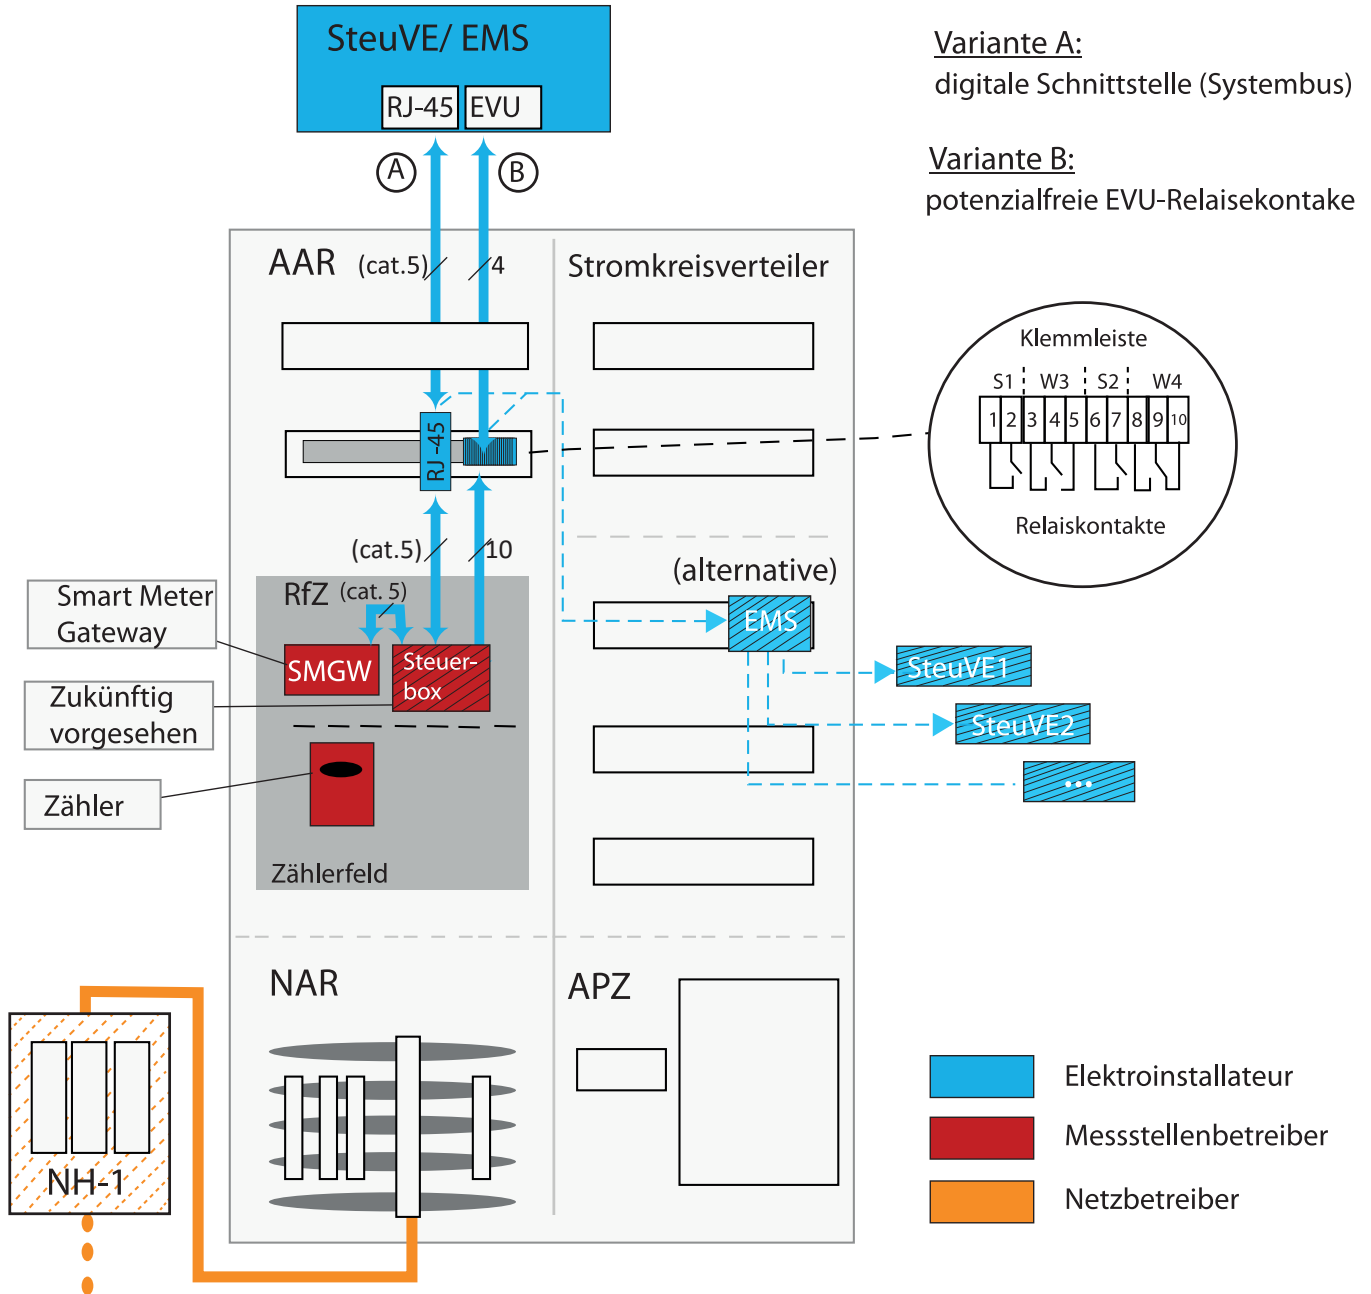 SteuVE/ EMS
RJ-45
EVU
A
B
Variante A:
digitale Schnittstelle (Systembus)
Variante B:
potenzialfreie EVU-Relaisekontake
AAR
(cat.5)
4
Stromkreisverteiler
Klemmleiste
S1 W3 S2 W4
1 2 3 4 5 6 7 8 9 10
Relaiskontakte
RJ -45
(cat.5)
10
(alternative)
EMS
SteuVE1
SteuVE2
...
Smart Meter
Gateway
RfZ
(cat. 5)
SMGW
Steuer-
box
Zukünftig
vorgesehen
Zähler
Zählerfeld
NAR
APZ
NH-1
Elektroinstallateur
Messstellenbetreiber
Netzbetreiber